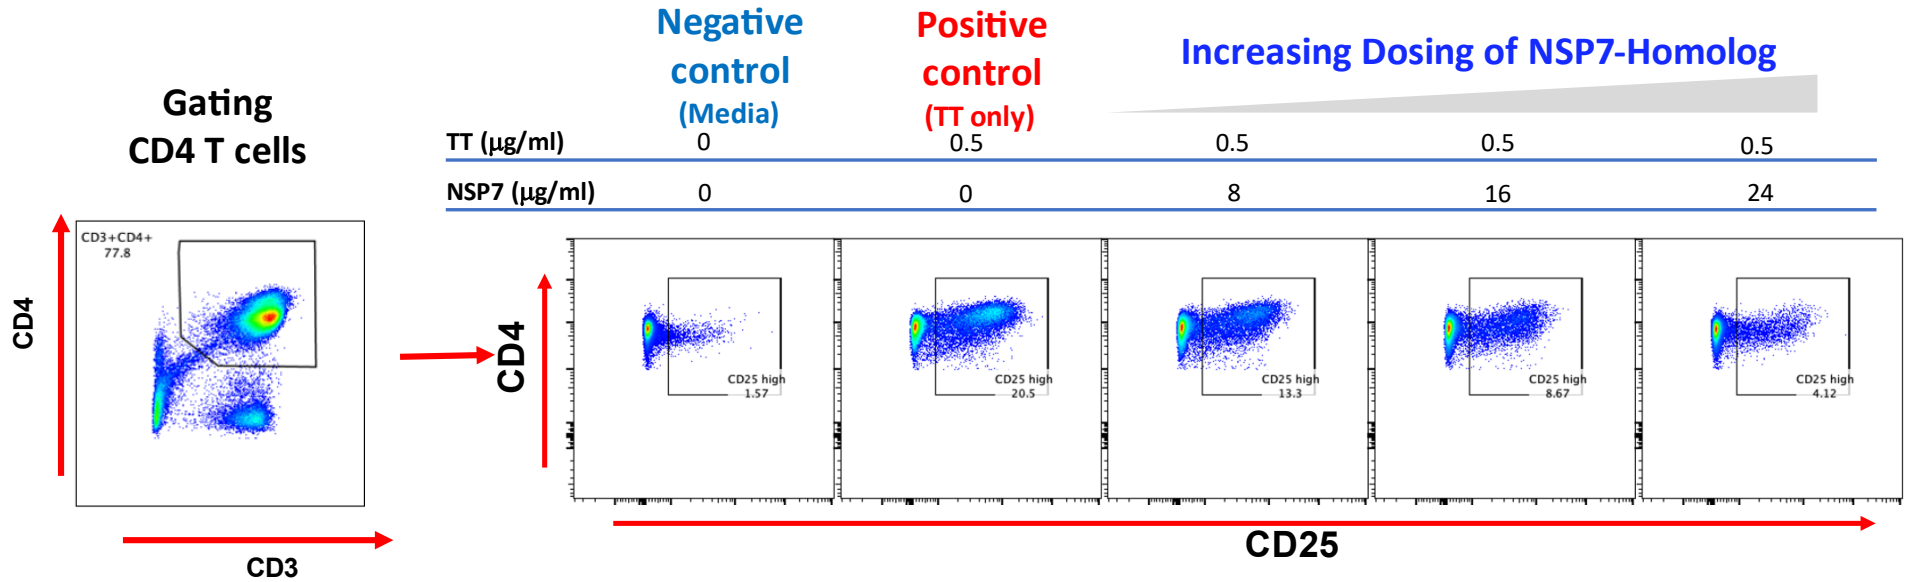 Gating
CD4 T cells
Negative
control
(Media)
Positive
control
(TT only)
Increasing Dosing of NSP7-Homolog
TT (μg/ml) 0 0.5 0.5 0.5 0.5
NSP7 (μg/ml) 0 0 8 16 24
CD3+CD4+
77.8
CD4
CD3
CD4
CD25 high
1.57
CD25 high
20.5
CD25 high
13.3
CD25 high
8.67
CD25 high
4.12
CD25